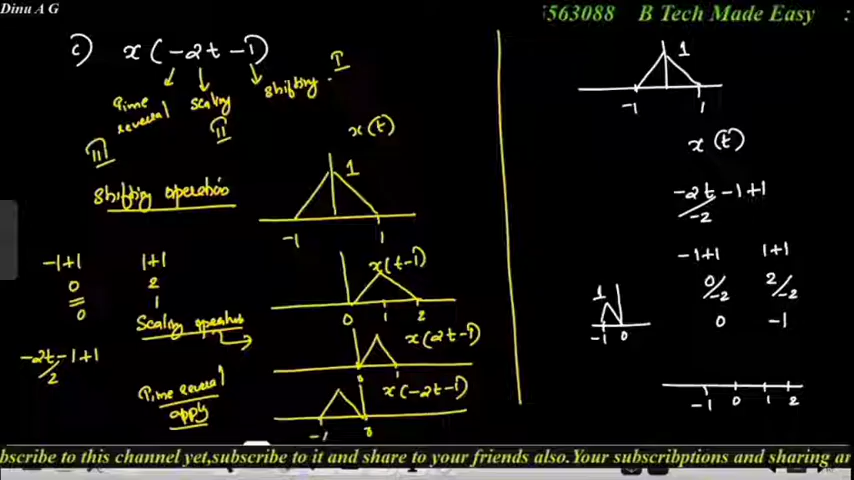 Dinu A G
563088 B Tech Made Easy :
c) x(-2t-1)
Time reversal
III
scaling
II
shifting. I
Shifting operation
x(t)
1
-1 1
-1+1 1+1
0 2
0 1
x(t-1)
0 1 2
Scaling operation
x(2t-1)
0 1
-2t-1+1
2
Time reversal apply
x(-2t-1)
-1 0
1
-1 1
x(t)
-2t-1+1
-2
-1+1 1+1
0/-2 2/-2
0 -1
1
-1 0
-1 0 1 2
bscribe to this channel yet,subscribe to it and share to your friends also.Your subscribptions and sharing ar